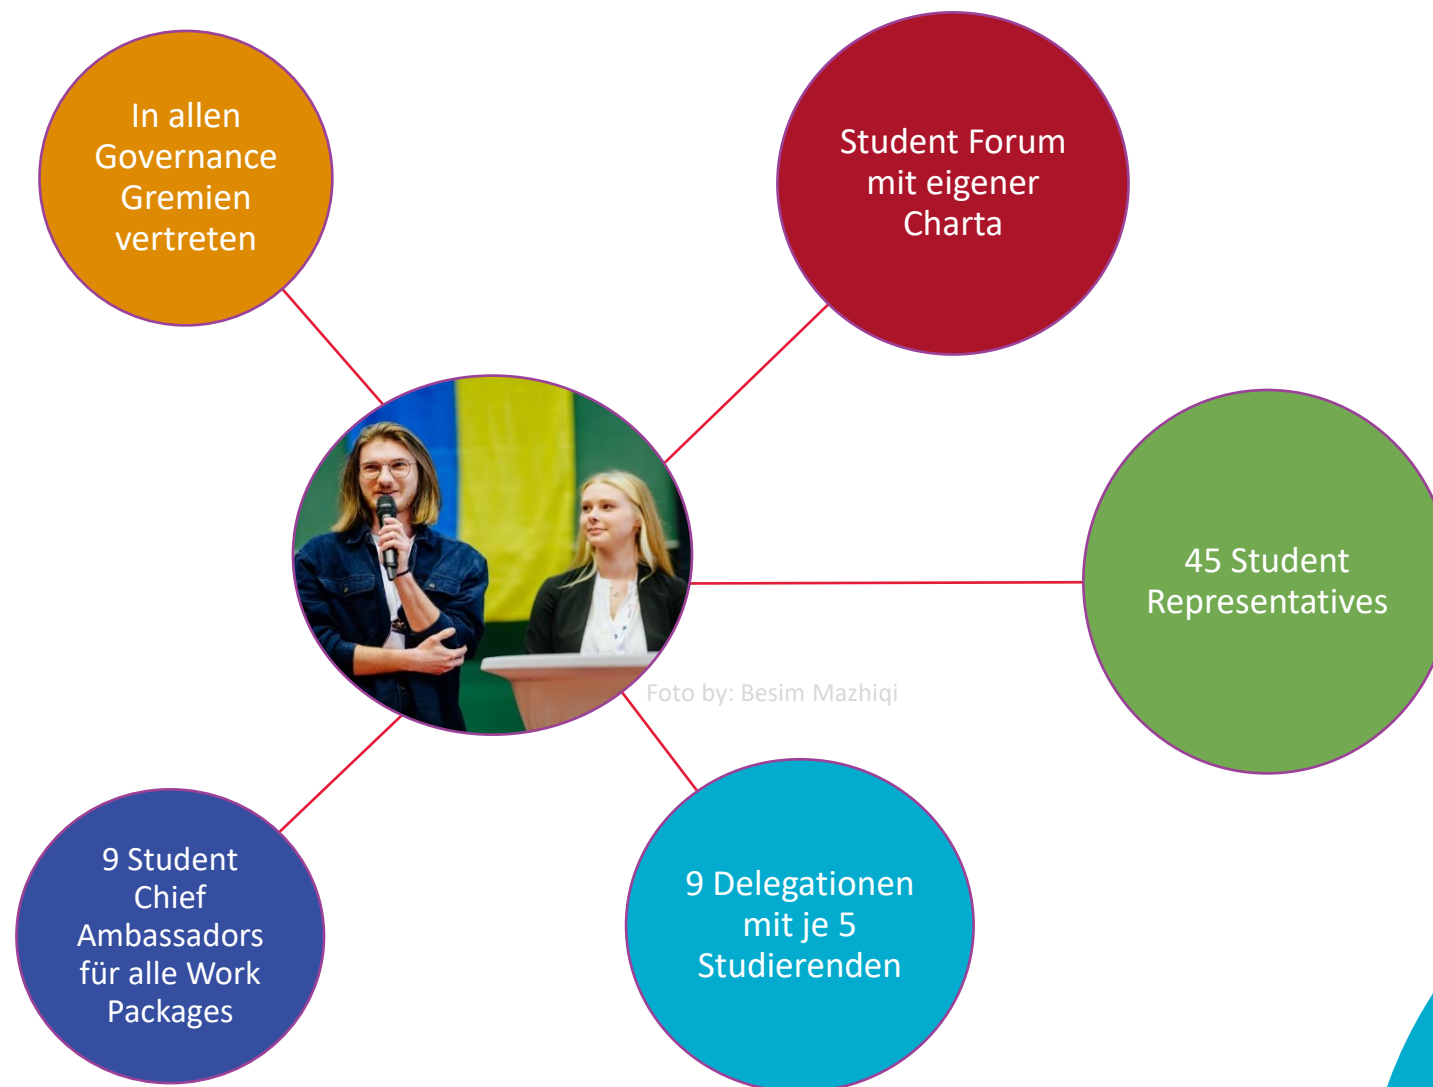 In allen
Governance
Gremien
vertreten
Student Forum
mit eigener
Charta
45 Student
Representatives
Foto by: Besim Mazhiqi
9 Delegationen
mit je 5
Studierenden
9 Student
Chief
Ambassadors
für alle Work
Packages